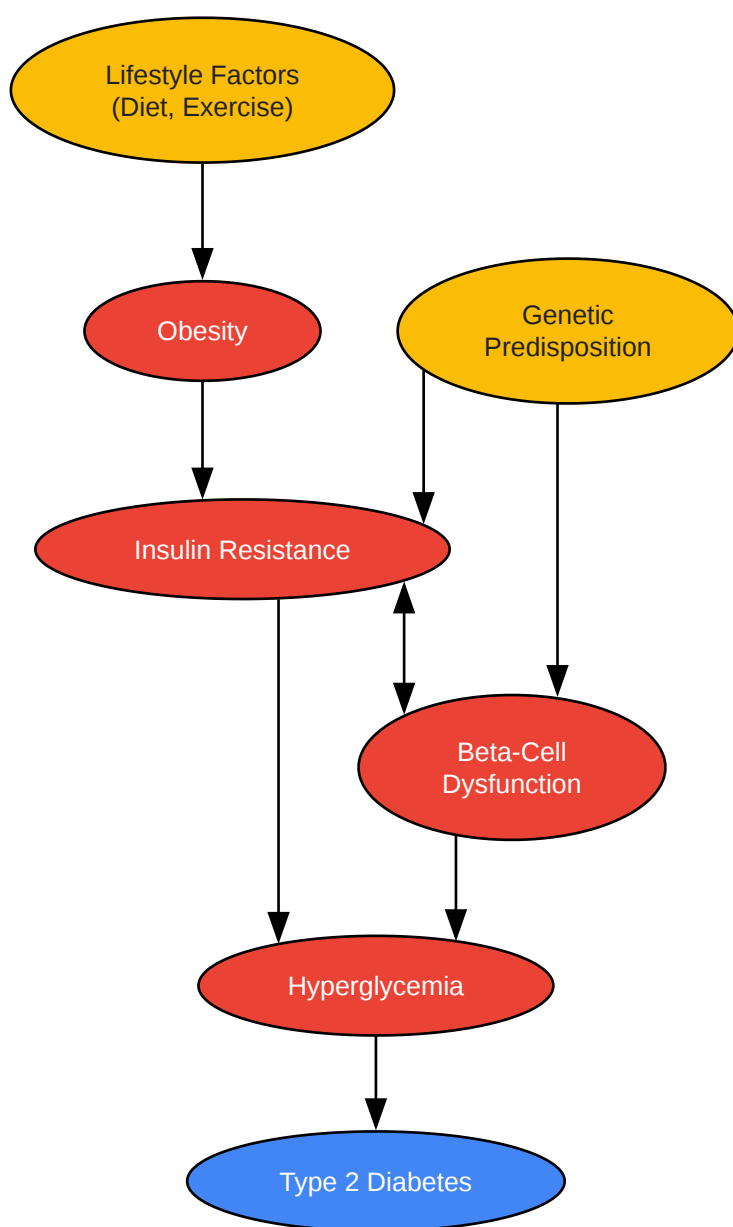 Lifestyle Factors
(Diet, Exercise)
Obesity
Genetic
Predisposition
Insulin Resistance
Beta-Cell
Dysfunction
Hyperglycemia
Type 2 Diabetes